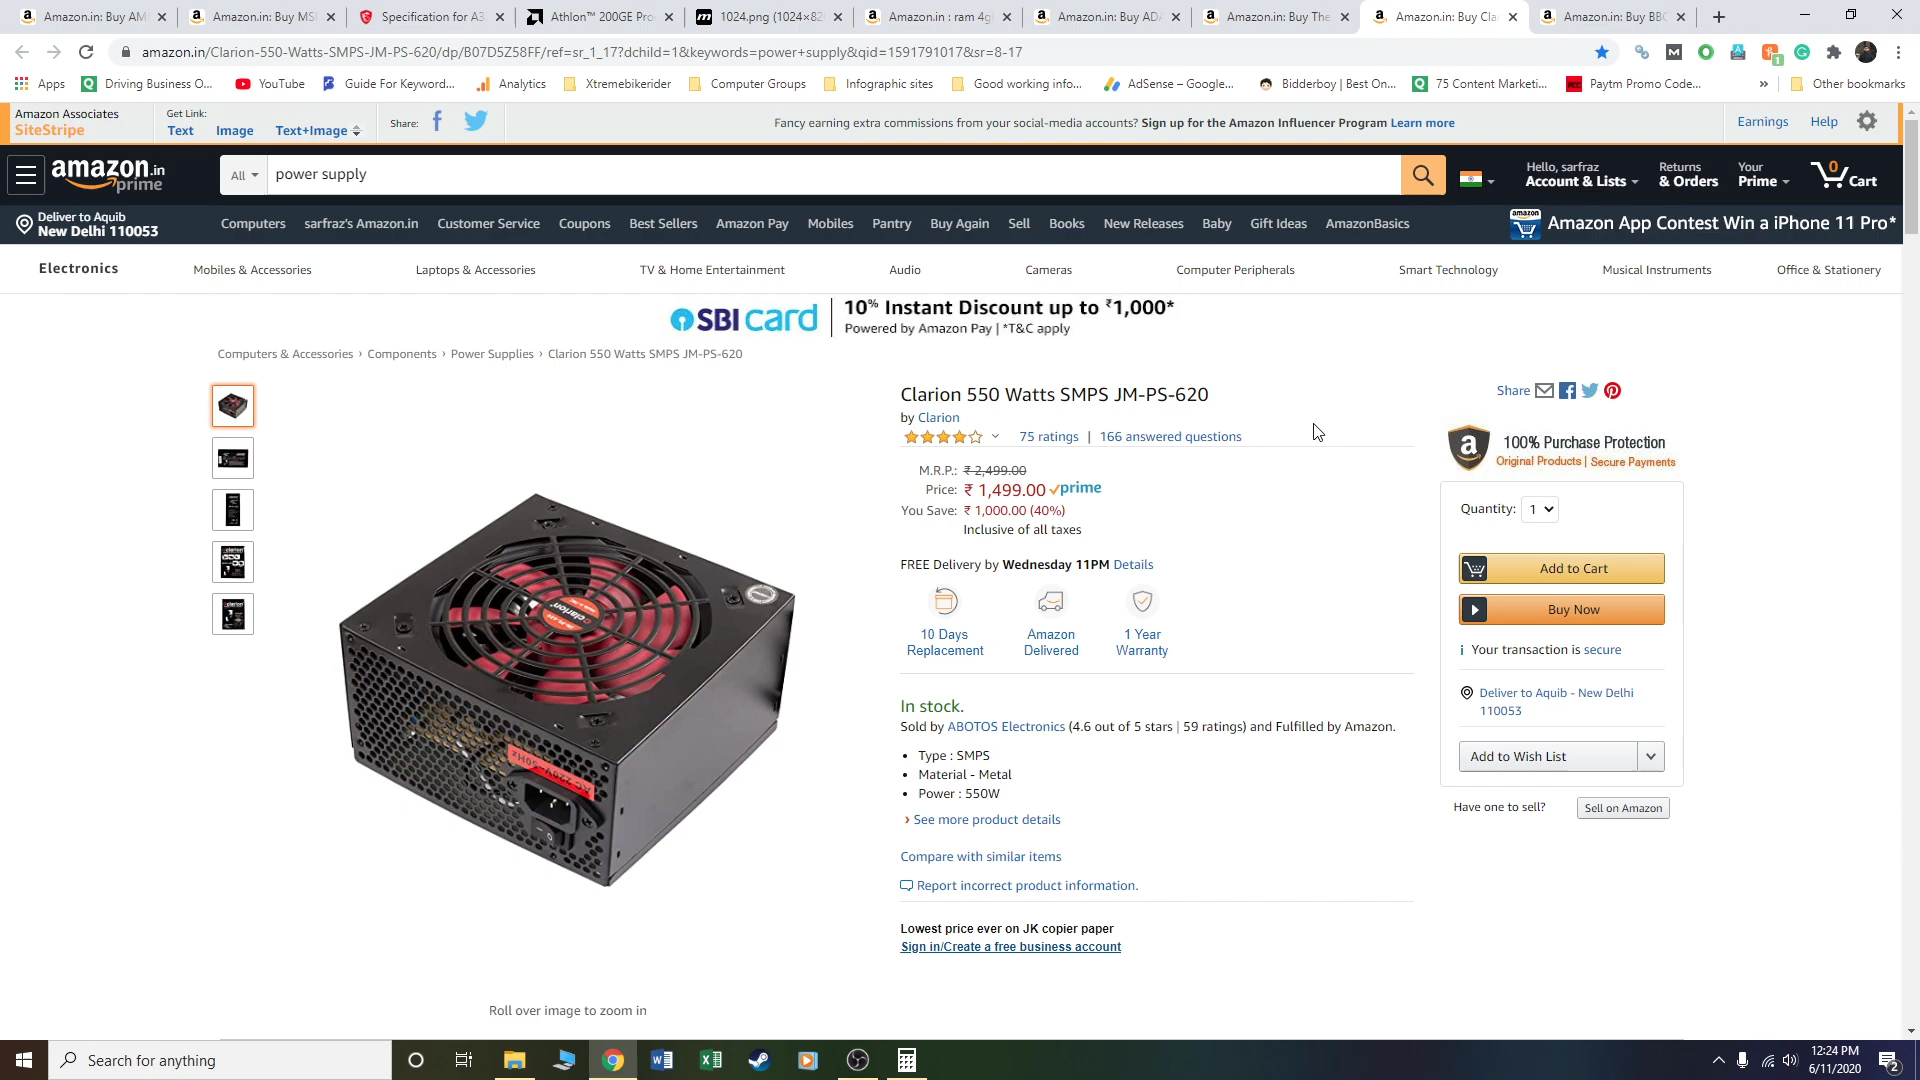 Amazon.in: Buy AM
Amazon.in: Buy MSI
Specification for A3
Athlon™ 200GE Pro
1024.png (1024×82
Amazon.in : ram 4g
Amazon.in: Buy ADA
Amazon.in: Buy The
Amazon.in: Buy Cla
Amazon.in: Buy BBC
amazon.in/Clarion-550-Watts-SMPS-JM-PS-620/dp/B07D5Z58FF/ref=sr_1_17?dchild=1&keywords=power+supply&qid=1591791017&sr=8-17
Apps Driving Business O... YouTube Guide For Keyword... Analytics Xtremebikerider Computer Groups Infographic sites Good working info... AdSense – Google... Bidderboy | Best On... 75 Content Marketi... Paytm Promo Code... » Other bookmarks
Amazon Associates
SiteStripe
Get Link:
Text Image Text+Image
Share:
Fancy earning extra commissions from your social-media accounts? Sign up for the Amazon Influencer Program Learn more
Earnings Help
amazon.in
prime
All
power supply
Hello, sarfraz
Account & Lists
Returns
& Orders
Your
Prime
0
Cart
Deliver to Aquib
New Delhi 110053
Computers sarfraz's Amazon.in Customer Service Coupons Best Sellers Amazon Pay Mobiles Pantry Buy Again Sell Books New Releases Baby Gift Ideas AmazonBasics
amazon
Amazon App Contest Win a iPhone 11 Pro*
Electronics Mobiles & Accessories Laptops & Accessories TV & Home Entertainment Audio Cameras Computer Peripherals Smart Technology Musical Instruments Office & Stationery
SBI card
10% Instant Discount up to ₹1,000*
Powered by Amazon Pay | *T&C apply
Computers & Accessories › Components › Power Supplies › Clarion 550 Watts SMPS JM-PS-620
Clarion 550 Watts SMPS JM-PS-620
by Clarion
75 ratings | 166 answered questions
M.R.P.: ₹ 2,499.00
Price: ₹ 1,499.00 prime
You Save: ₹ 1,000.00 (40%)
Inclusive of all taxes
FREE Delivery by Wednesday 11PM Details
10 Days
Replacement
Amazon
Delivered
1 Year
Warranty
In stock.
Sold by ABOTOS Electronics (4.6 out of 5 stars | 59 ratings) and Fulfilled by Amazon.
• Type : SMPS
• Material - Metal
• Power : 550W
› See more product details
Compare with similar items
Report incorrect product information.
Lowest price ever on JK copier paper
Sign in/Create a free business account
clarion
AC-220V~50Hz
Roll over image to zoom in
Share
100% Purchase Protection
Original Products | Secure Payments
Quantity: 1
Add to Cart
Buy Now
Your transaction is secure
Deliver to Aquib - New Delhi
110053
Add to Wish List
Have one to sell? Sell on Amazon
Search for anything
12:24 PM
6/11/2020
2